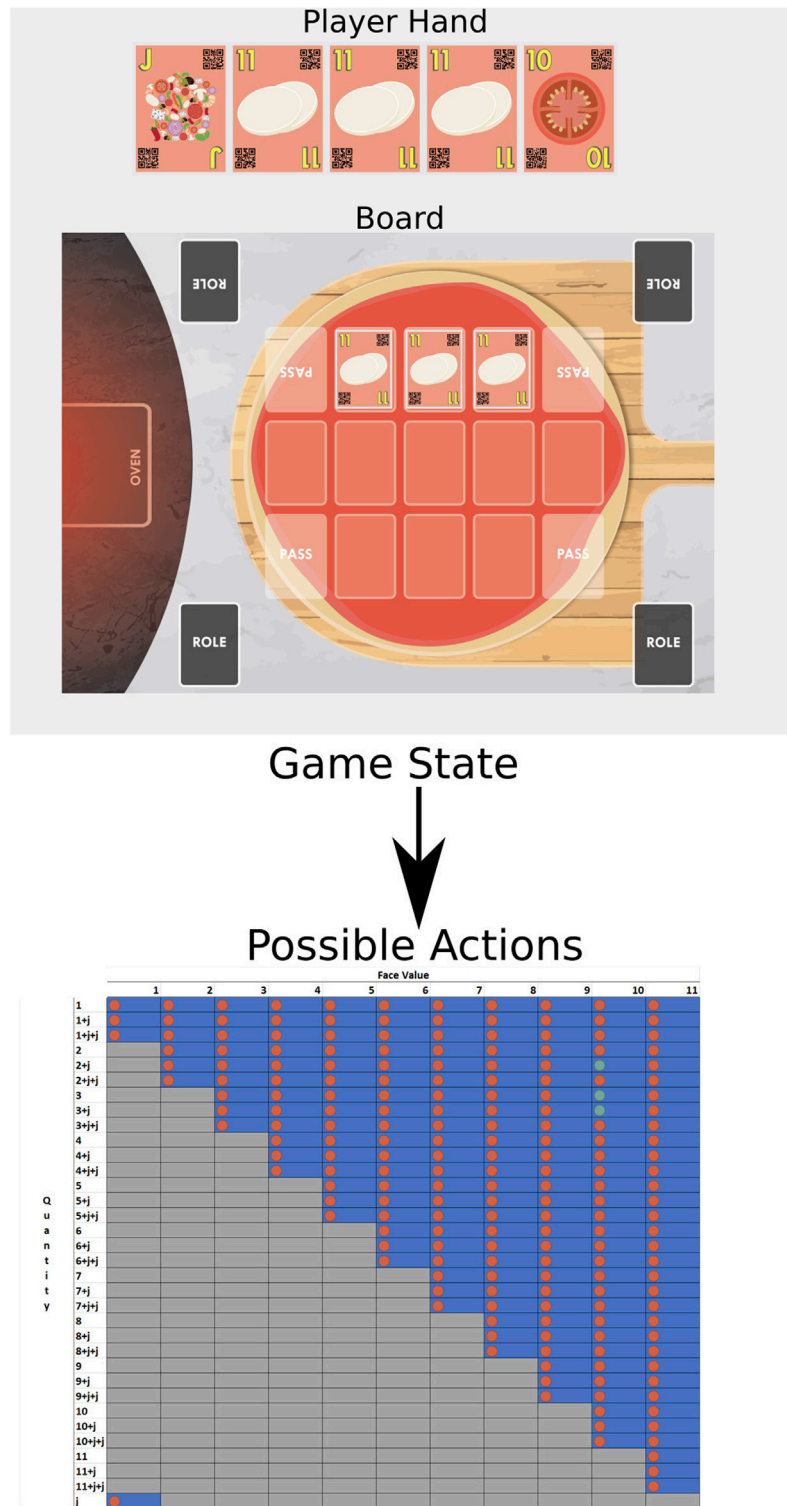 Player Hand
J 11 11 11 10
J 11 11 11 10
Board
ROLE ROLE
11 11 11
PASS PASS
11 11 11
OVEN
PASS PASS
ROLE ROLE
Game State
Possible Actions
Face Value
1 2 3 4 5 6 7 8 9 10 11
Quantity
1
1+j
1+j+j
2
2+j
2+j+j
3
3+j
3+j+j
4
4+j
4+j+j
5
5+j
5+j+j
6
6+j
6+j+j
7
7+j
7+j+j
8
8+j
8+j+j
9
9+j
9+j+j
10
10+j
10+j+j
11
11+j
11+j+j
j